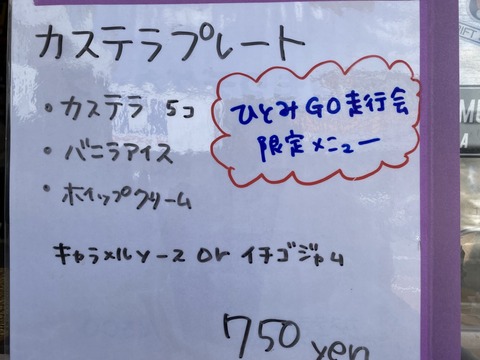 カステラプレート
・カステラ 5コ
・バニラアイス
・ホイップクリーム
ひとみGO走行会
限定メニュー
キャラメルソース or イチゴジャム
750 yen